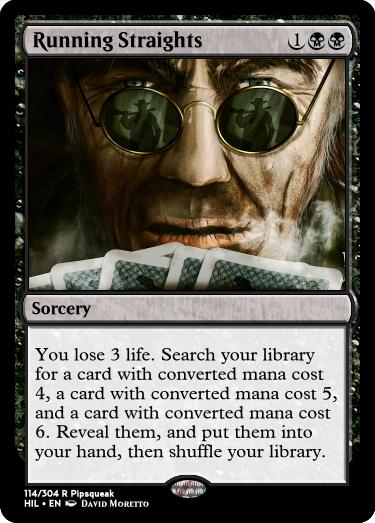 Running Straights 1
Sorcery
You lose 3 life. Search your library
for a card with converted mana cost
4, a card with converted mana cost 5,
and a card with converted mana cost
6. Reveal them, and put them into
your hand, then shuffle your library.
114/304 R Pipsqueak
HIL • EN David Moretto